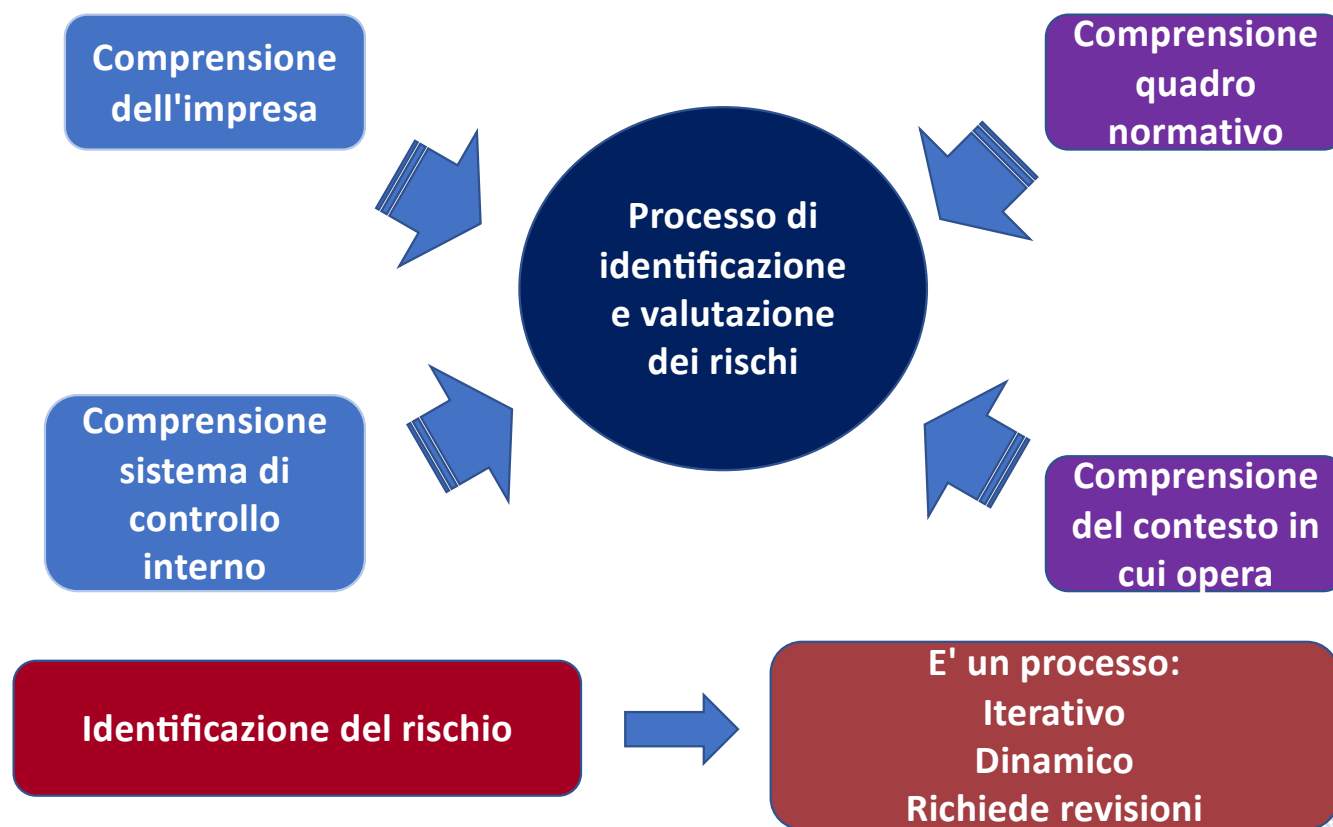 Comprensione
dell'impresa
Comprensione
quadro
normativo
Processo di
identificazione
e valutazione
dei rischi
Comprensione
sistema di
controllo
interno
Comprensione
del contesto in
cui opera
Identificazione del rischio
E' un processo:
Iterativo
Dinamico
Richiede revisioni